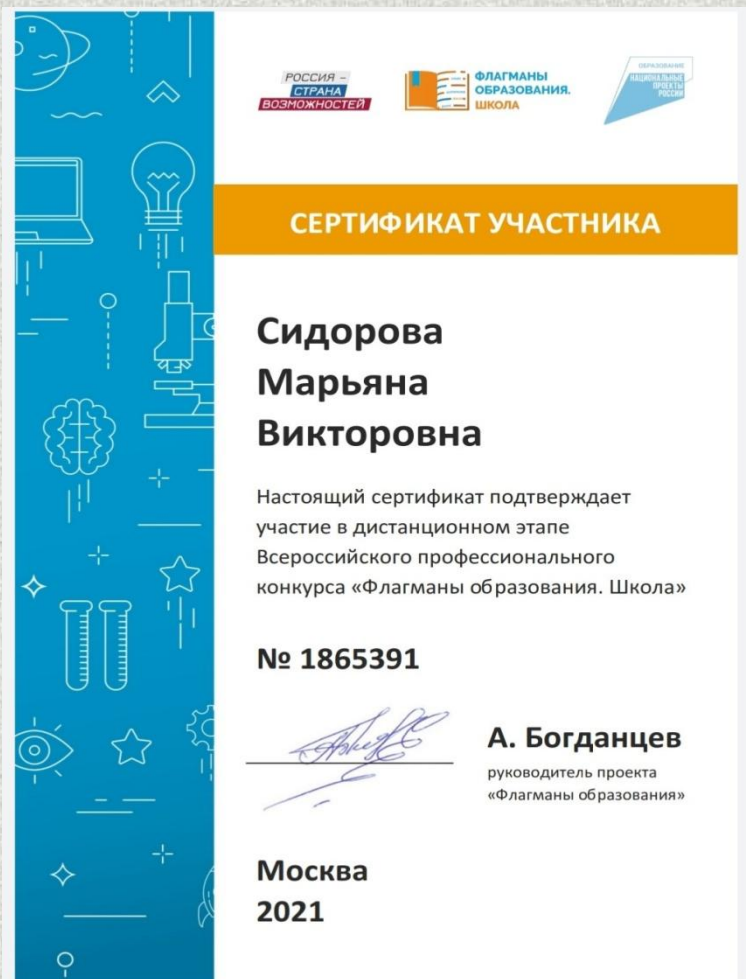 РОССИЯ –
СТРАНА
ВОЗМОЖНОСТЕЙ
ФЛАГМАНЫ
ОБРАЗОВАНИЯ.
ШКОЛА
ОБРАЗОВАНИЕ
НАЦИОНАЛЬНЫЕ
ПРОЕКТЫ
РОССИИ
СЕРТИФИКАТ УЧАСТНИКА
Сидорова
Марьяна
Викторовна
Настоящий сертификат подтверждает
участие в дистанционном этапе
Всероссийского профессионального
конкурса «Флагманы образования. Школа»
№ 1865391
А. Богданцев
руководитель проекта
«Флагманы образования»
Москва
2021